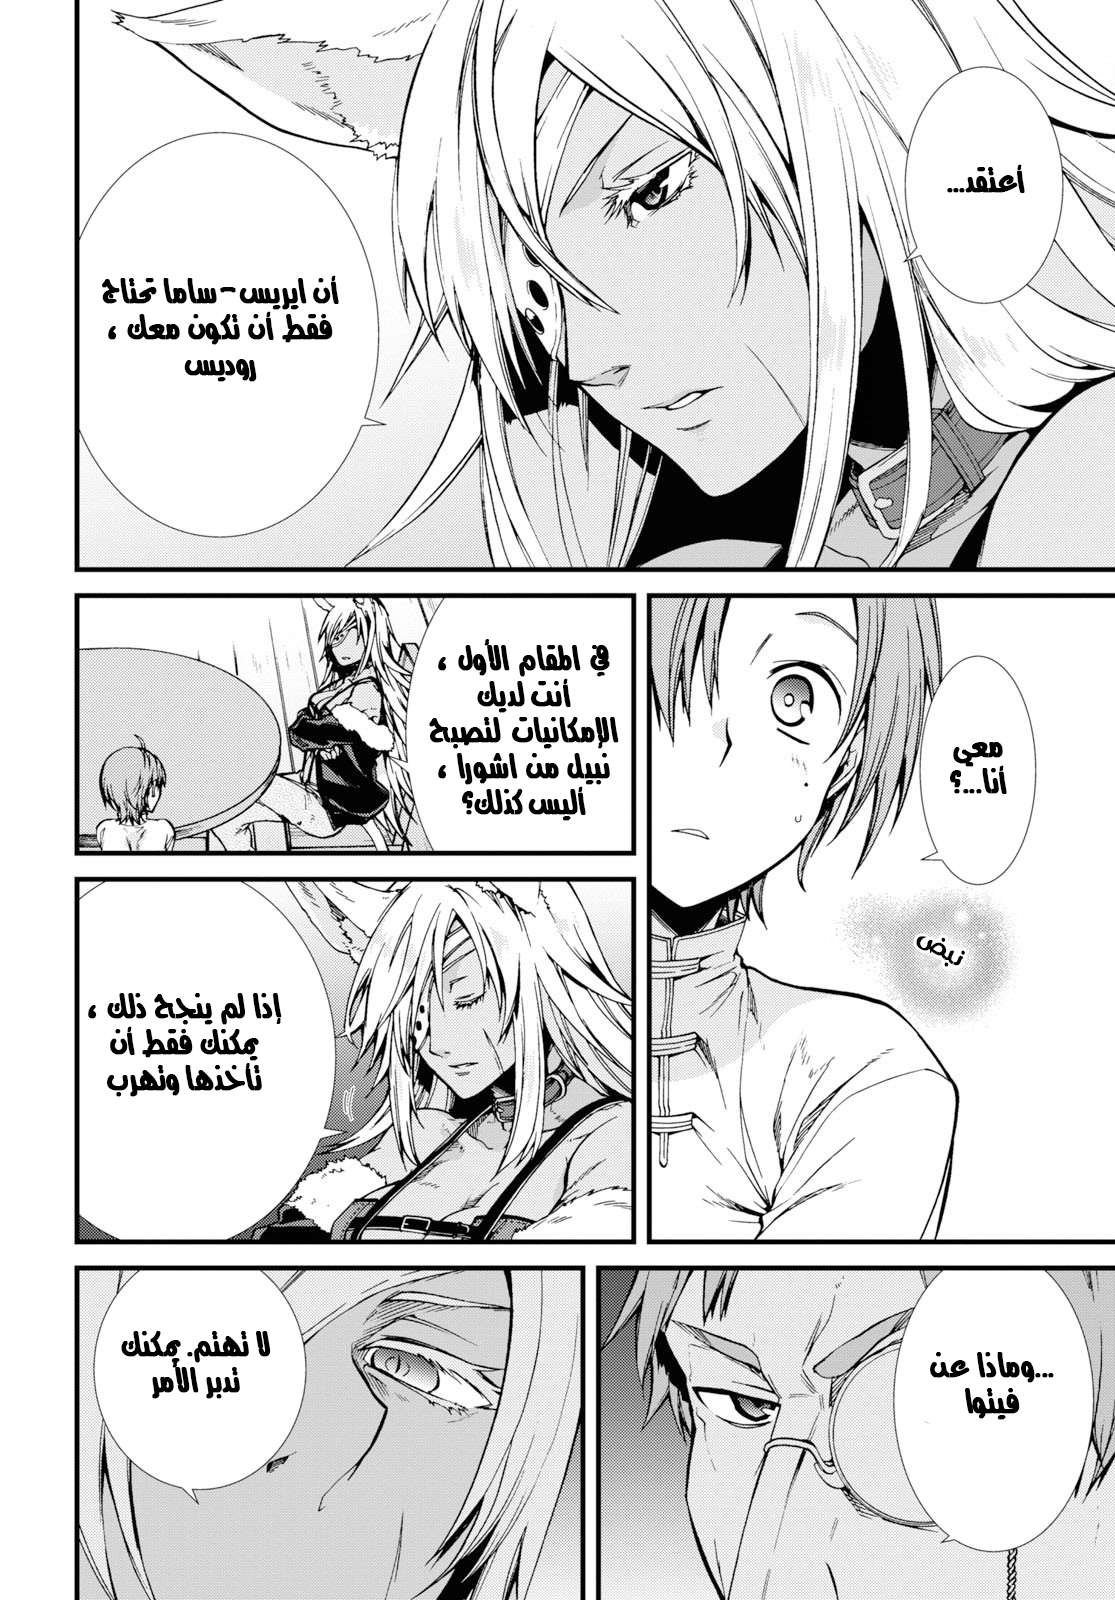 أعتقد...
أن ايريس-ساما تحتاج
فقط أن تكون معك ،
روديس
معي
أنا...؟
نبض
في المقام الأول ،
أنت لديك
الإمكانيات لتصبح
نبيل من اشورا ،
أليس كذلك؟
إذا لم ينجح ذلك ،
يمكنك فقط أن
تأخذها وتهرب
...وماذا عن
فيتوا
لا تهتم. يمكنك
تدبر الأمر